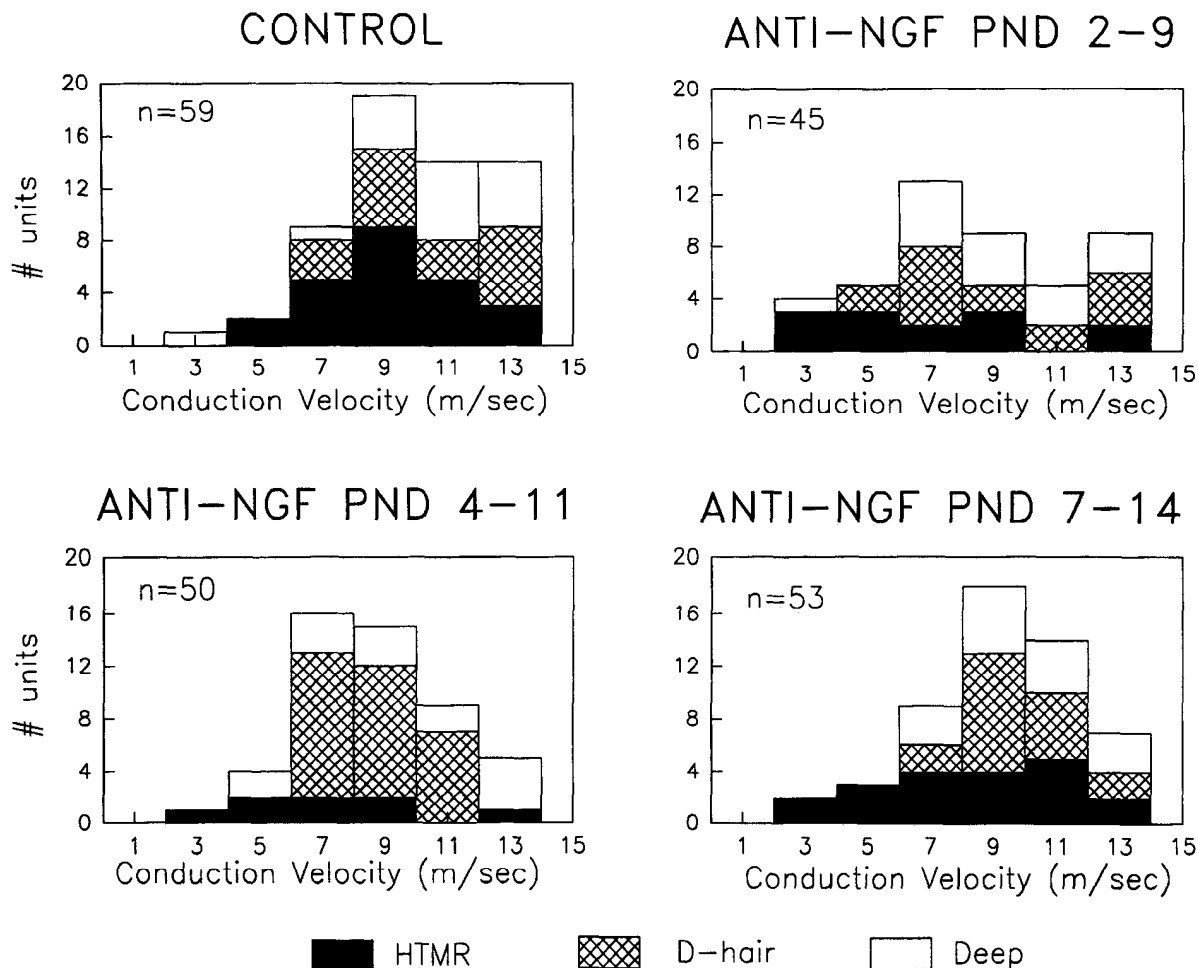 CONTROL
ANTI-NGF PND 2-9
20
16
12
8
4
0
# units
n=59
1 3 5 7 9 11 13 15
Conduction Velocity (m/sec)
20
16
12
8
4
0
n=45
1 3 5 7 9 11 13 15
Conduction Velocity (m/sec)
ANTI-NGF PND 4-11
ANTI-NGF PND 7-14
20
16
12
8
4
0
# units
n=50
1 3 5 7 9 11 13 15
Conduction Velocity (m/sec)
20
16
12
8
4
0
n=53
1 3 5 7 9 11 13 15
Conduction Velocity (m/sec)
HTMR D-hair Deep